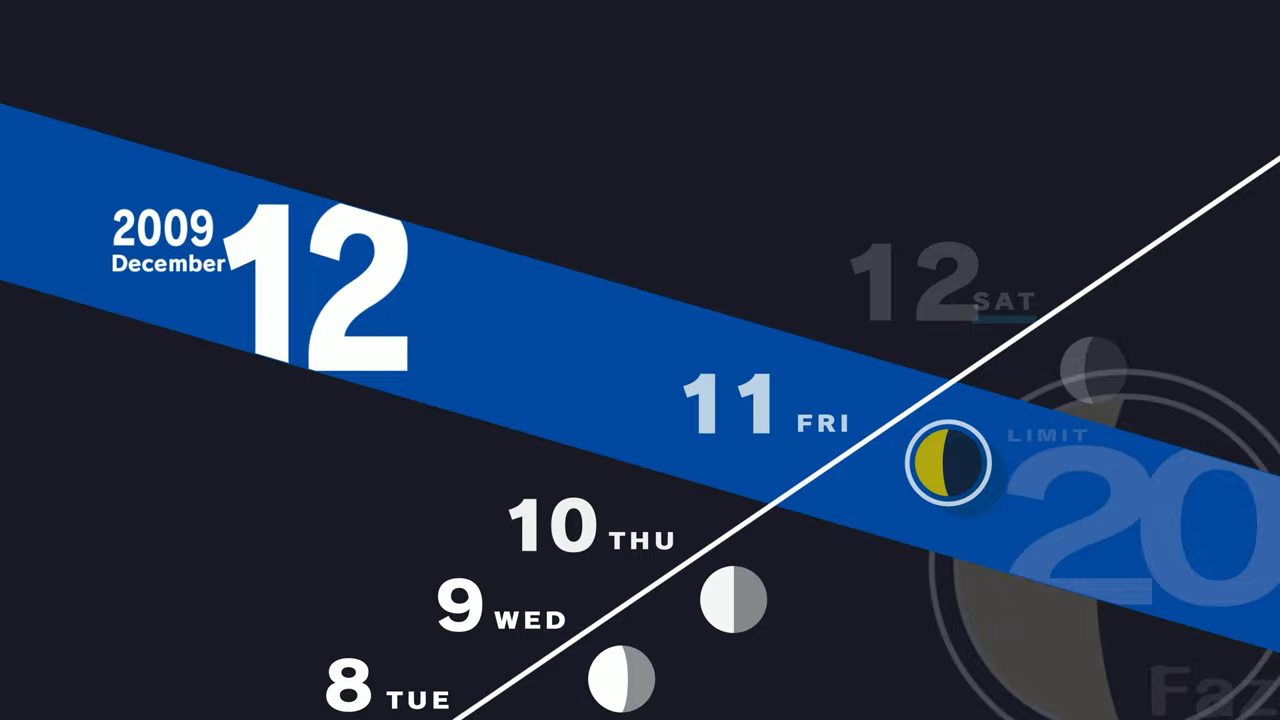 2009
December
12
12 SAT
11 FRI
LIMIT
20
10 THU
9 WED
8 TUE